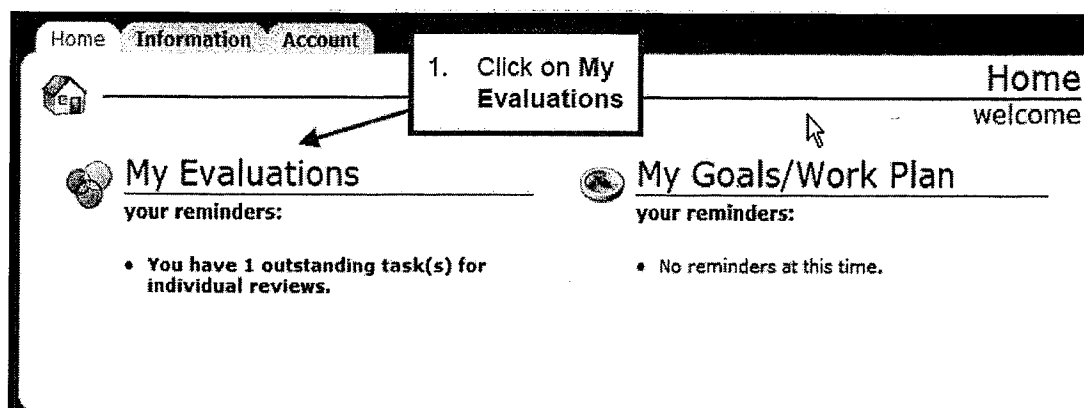 Home Information Account
1. Click on My
Evaluations
Home
welcome
My Evaluations
your reminders:
• You have 1 outstanding task(s) for
individual reviews.
My Goals/Work Plan
your reminders:
• No reminders at this time.